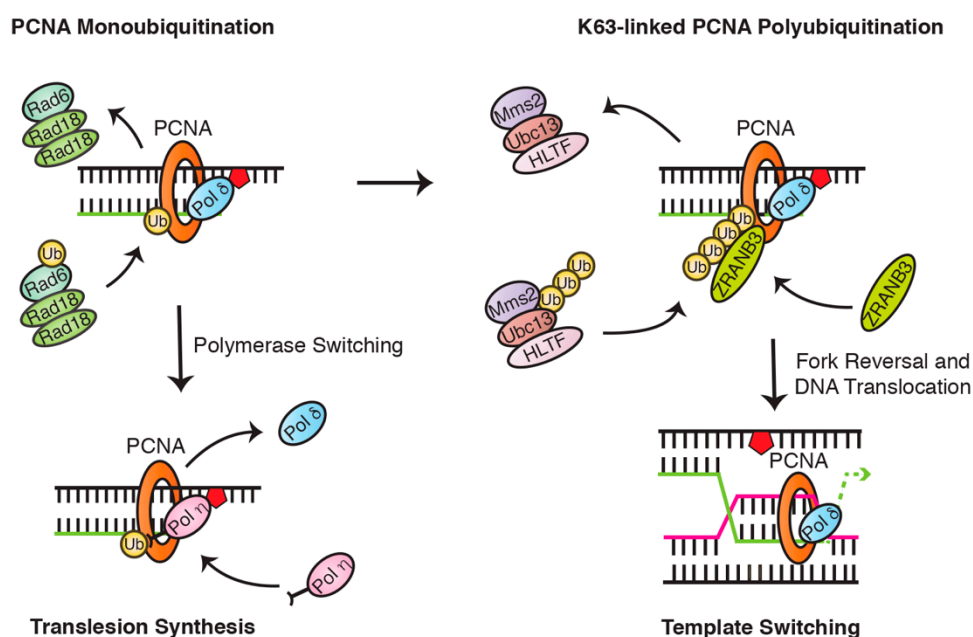 PCNA Monoubiquitination
Rad6
Rad18
Rad18
PCNA
Pol δ
Ub
Ub
Rad6
Rad18
Rad18
Polymerase Switching
Pol δ
PCNA
Pol η
Ub
Pol η
Translesion Synthesis
K63-linked PCNA Polyubiquitination
Mms2
Ubc13
HLTF
PCNA
Pol δ
Ub
Ub
Ub
Ub
ZRANB3
Ub
Ub
Ub
Mms2
Ubc13
HLTF
ZRANB3
Fork Reversal and
DNA Translocation
PCNA
Pol δ
Template Switching